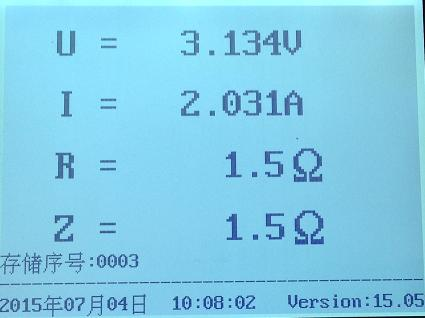 U = 3.134V
I = 2.031A
R = 1.5Ω
Z = 1.5Ω
存储序号:0003
2015年07月04日 10:08:02 Version:15.05